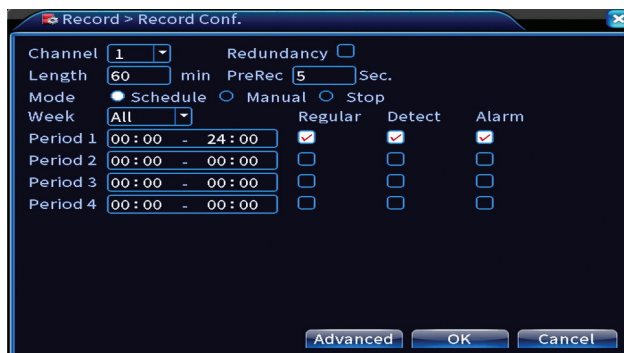 Record > Record Conf.
Channel 1 Redundancy
Length 60 min PreRec 5 Sec.
Mode Schedule Manual Stop
Week All Regular Detect Alarm
Period 1 00:00 - 24:00
Period 2 00:00 - 00:00
Period 3 00:00 - 00:00
Period 4 00:00 - 00:00
Advanced OK Cancel